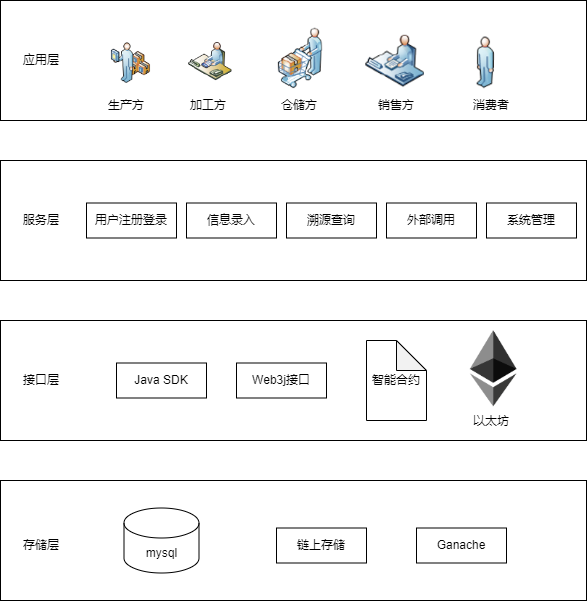 应用层
生产方
加工方
仓储方
销售方
消费者
服务层
用户注册登录
信息录入
溯源查询
外部调用
系统管理
接口层
Java SDK
Web3j接口
智能合约
以太坊
存储层
mysql
链上存储
Ganache